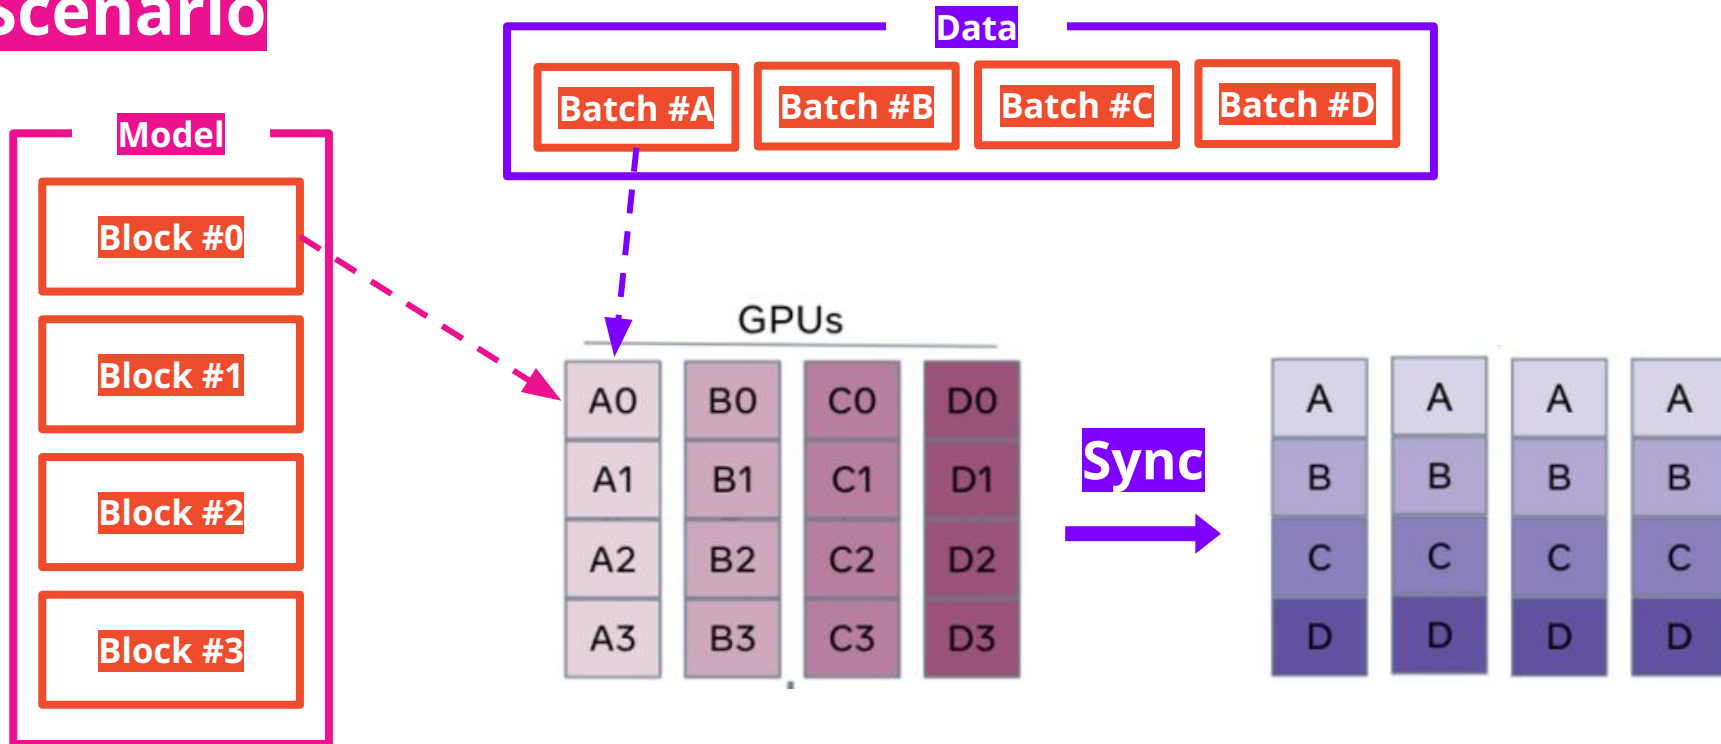 Scenario
Data
Batch #A Batch #B Batch #C Batch #D
Model
Block #0
Block #1
Block #2
Block #3
GPUs
A0 B0 C0 D0
A1 B1 C1 D1
A2 B2 C2 D2
A3 B3 C3 D3
Sync
A A A A
B B B B
C C C C
D D D D